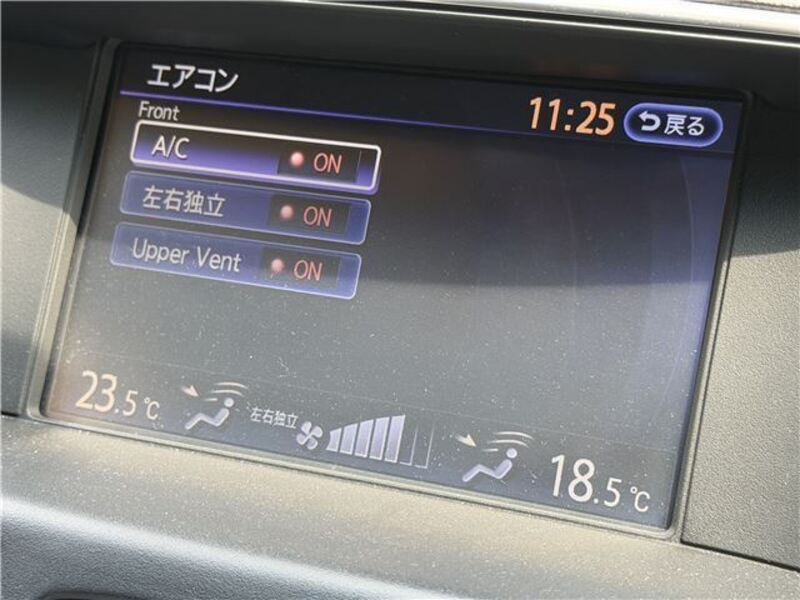 エアコン
11:25 戻る
Front
A/C ON
左右独立 ON
Upper Vent ON
23.5℃ 左右独立 18.5℃